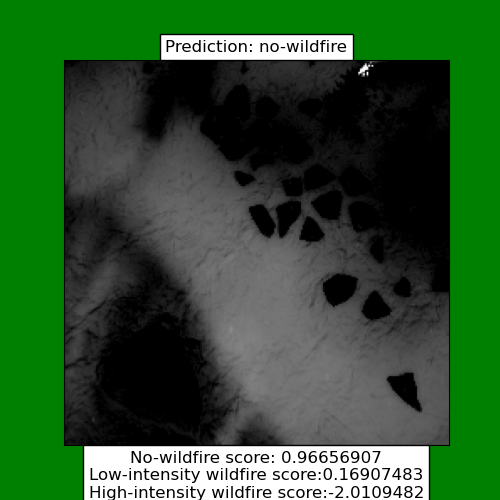 Prediction: no-wildfire
No-wildfire score: 0.96656907
Low-intensity wildfire score:0.16907483
High-intensity wildfire score:-2.0109482